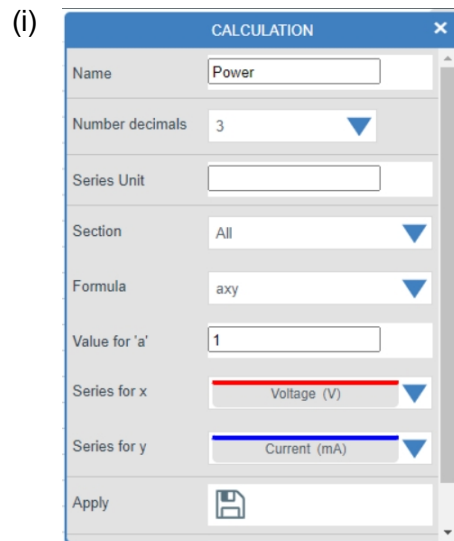 (i)
CALCULATION ×
Name Power
Number decimals 3
Series Unit
Section All
Formula axy
Value for 'a' 1
Series for x Voltage (V)
Series for y Current (mA)
Apply